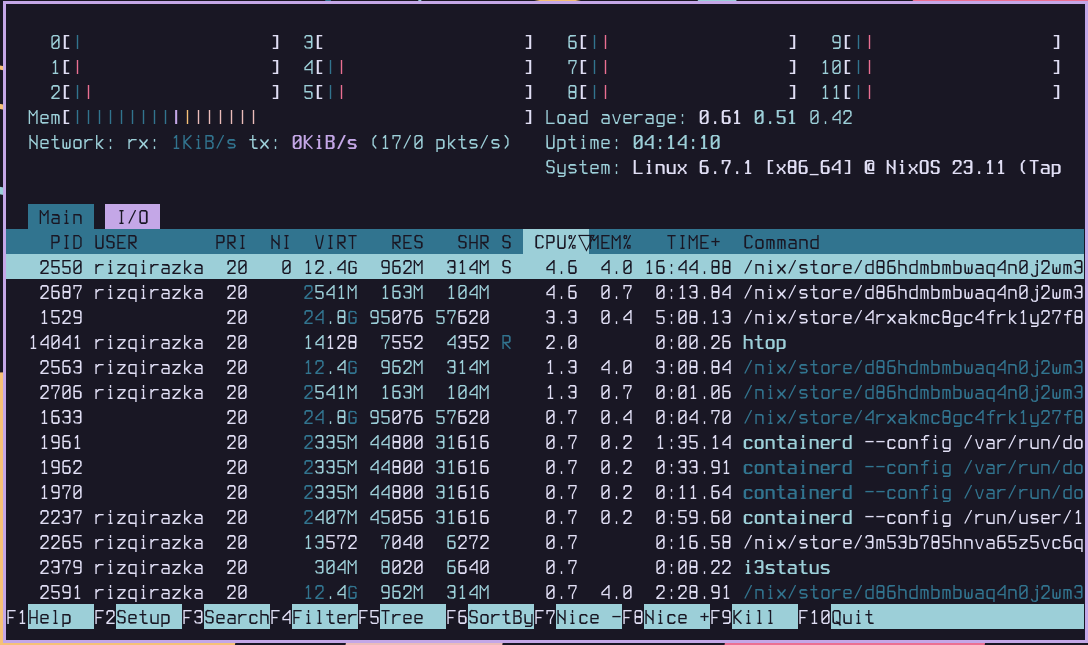 0[| ] 3[ ] 6[|| ] 9[|| ]
1[| ] 4[|| ] 7[|| ] 10[|| ]
2[|| ] 5[|| ] 8[|| ] 11[|| ]
Mem[||||||||||||||||| ] Load average: 0.61 0.51 0.42
Network: rx: 1KiB/s tx: 0KiB/s (17/0 pkts/s) Uptime: 04:14:10
System: Linux 6.7.1 [x86_64] @ NixOS 23.11 (Tap
Main I/O
PID USER PRI NI VIRT RES SHR S CPU%▽MEM% TIME+ Command
2550 rizqirazka 20 0 12.4G 962M 314M S 4.6 4.0 16:44.88 /nix/store/d86hdmbmbwaq4n0j2wm3
2687 rizqirazka 20 2541M 163M 104M 4.6 0.7 0:13.84 /nix/store/d86hdmbmbwaq4n0j2wm3
1529 20 24.8G 95076 57620 3.3 0.4 5:08.13 /nix/store/4rxakmc8gc4frk1y27f8
14041 rizqirazka 20 14128 7552 4352 R 2.0 0:00.26 htop
2563 rizqirazka 20 12.4G 962M 314M 1.3 4.0 3:08.84 /nix/store/d86hdmbmbwaq4n0j2wm3
2706 rizqirazka 20 2541M 163M 104M 1.3 0.7 0:01.06 /nix/store/d86hdmbmbwaq4n0j2wm3
1633 20 24.8G 95076 57620 0.7 0.4 0:04.70 /nix/store/4rxakmc8gc4frk1y27f8
1961 20 2335M 44800 31616 0.7 0.2 1:35.14 containerd --config /var/run/do
1962 20 2335M 44800 31616 0.7 0.2 0:33.91 containerd --config /var/run/do
1970 20 2335M 44800 31616 0.7 0.2 0:11.64 containerd --config /var/run/do
2237 rizqirazka 20 2407M 45056 31616 0.7 0.2 0:59.60 containerd --config /run/user/1
2265 rizqirazka 20 13572 7040 6272 0.7 0:16.58 /nix/store/3m53b785hnva65z5vc6q
2379 rizqirazka 20 304M 8020 6640 0.7 0:08.22 i3status
2591 rizqirazka 20 12.4G 962M 314M 0.7 4.0 2:28.91 /nix/store/d86hdmbmbwaq4n0j2wm3
F1Help F2Setup F3SearchF4FilterF5Tree F6SortByF7Nice -F8Nice +F9Kill F10Quit